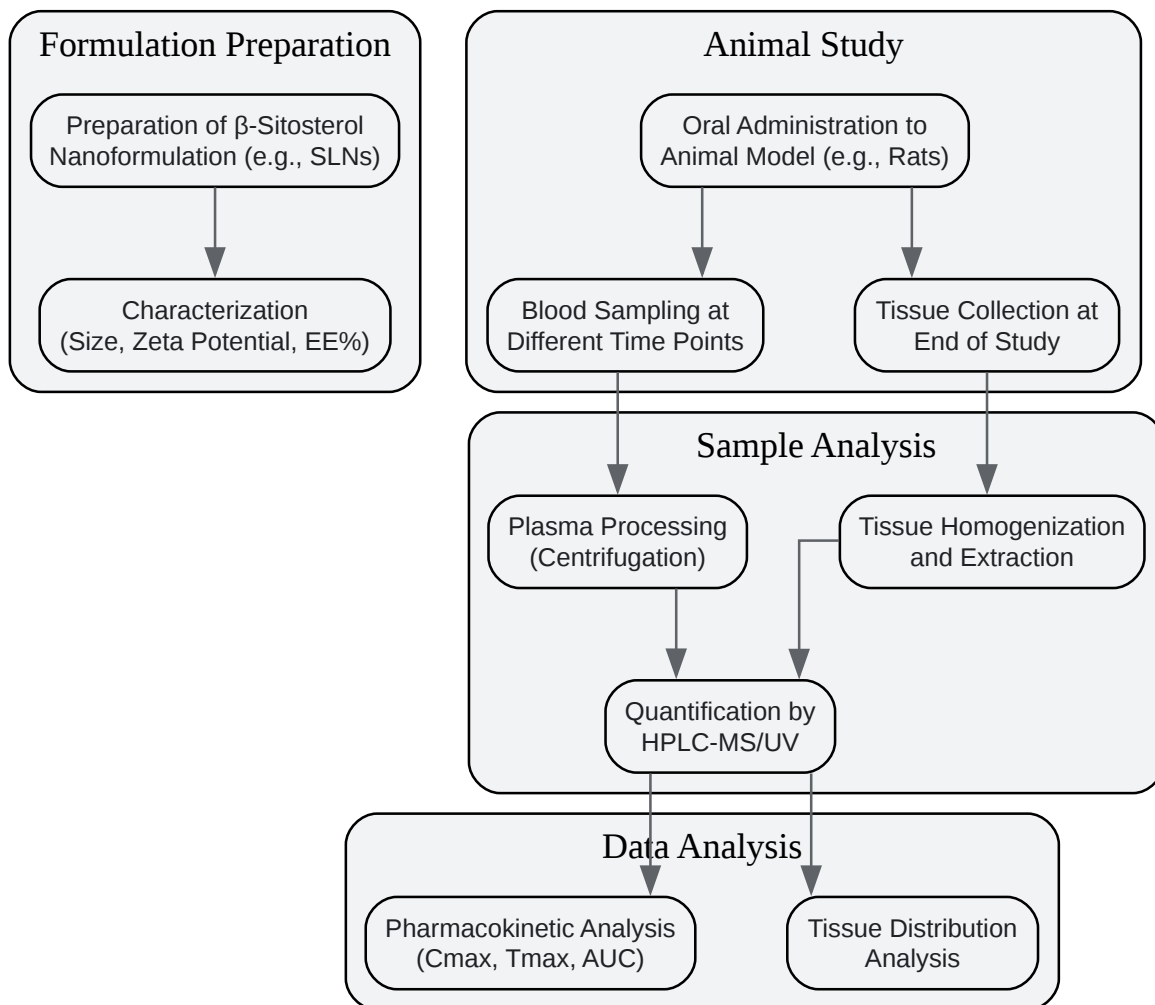 Formulation Preparation
Preparation of β-Sitosterol
Nanoformulation (e.g., SLNs)
Characterization
(Size, Zeta Potential, EE%)
Animal Study
Oral Administration to
Animal Model (e.g., Rats)
Blood Sampling at
Different Time Points
Tissue Collection at
End of Study
Sample Analysis
Plasma Processing
(Centrifugation)
Tissue Homogenization
and Extraction
Quantification by
HPLC-MS/UV
Data Analysis
Pharmacokinetic Analysis
(Cmax, Tmax, AUC)
Tissue Distribution
Analysis